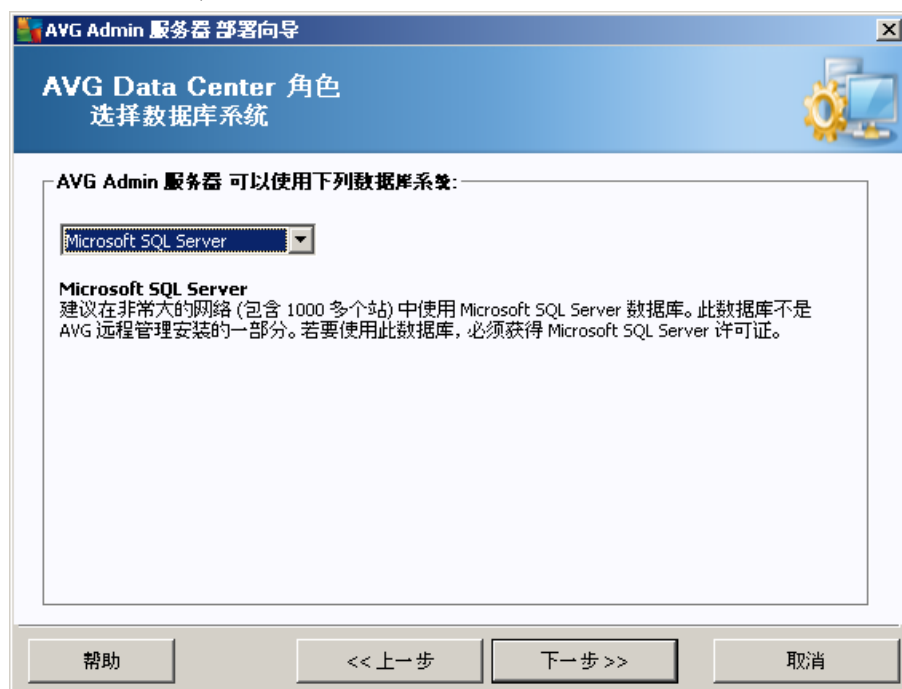 AVG Admin 服务器 部署向导
AVG Data Center 角色
选择数据库系统
AVG Admin 服务器 可以使用下列数据库系统:
Microsoft SQL Server
Microsoft SQL Server
建议在非常大的网络 (包含 1000 多个站) 中使用 Microsoft SQL Server 数据库。此数据库不是
AVG 远程管理安装的一部分。若要使用此数据库, 必须获得 Microsoft SQL Server 许可证。
帮助
<< 上一步
下一步 >>
取消